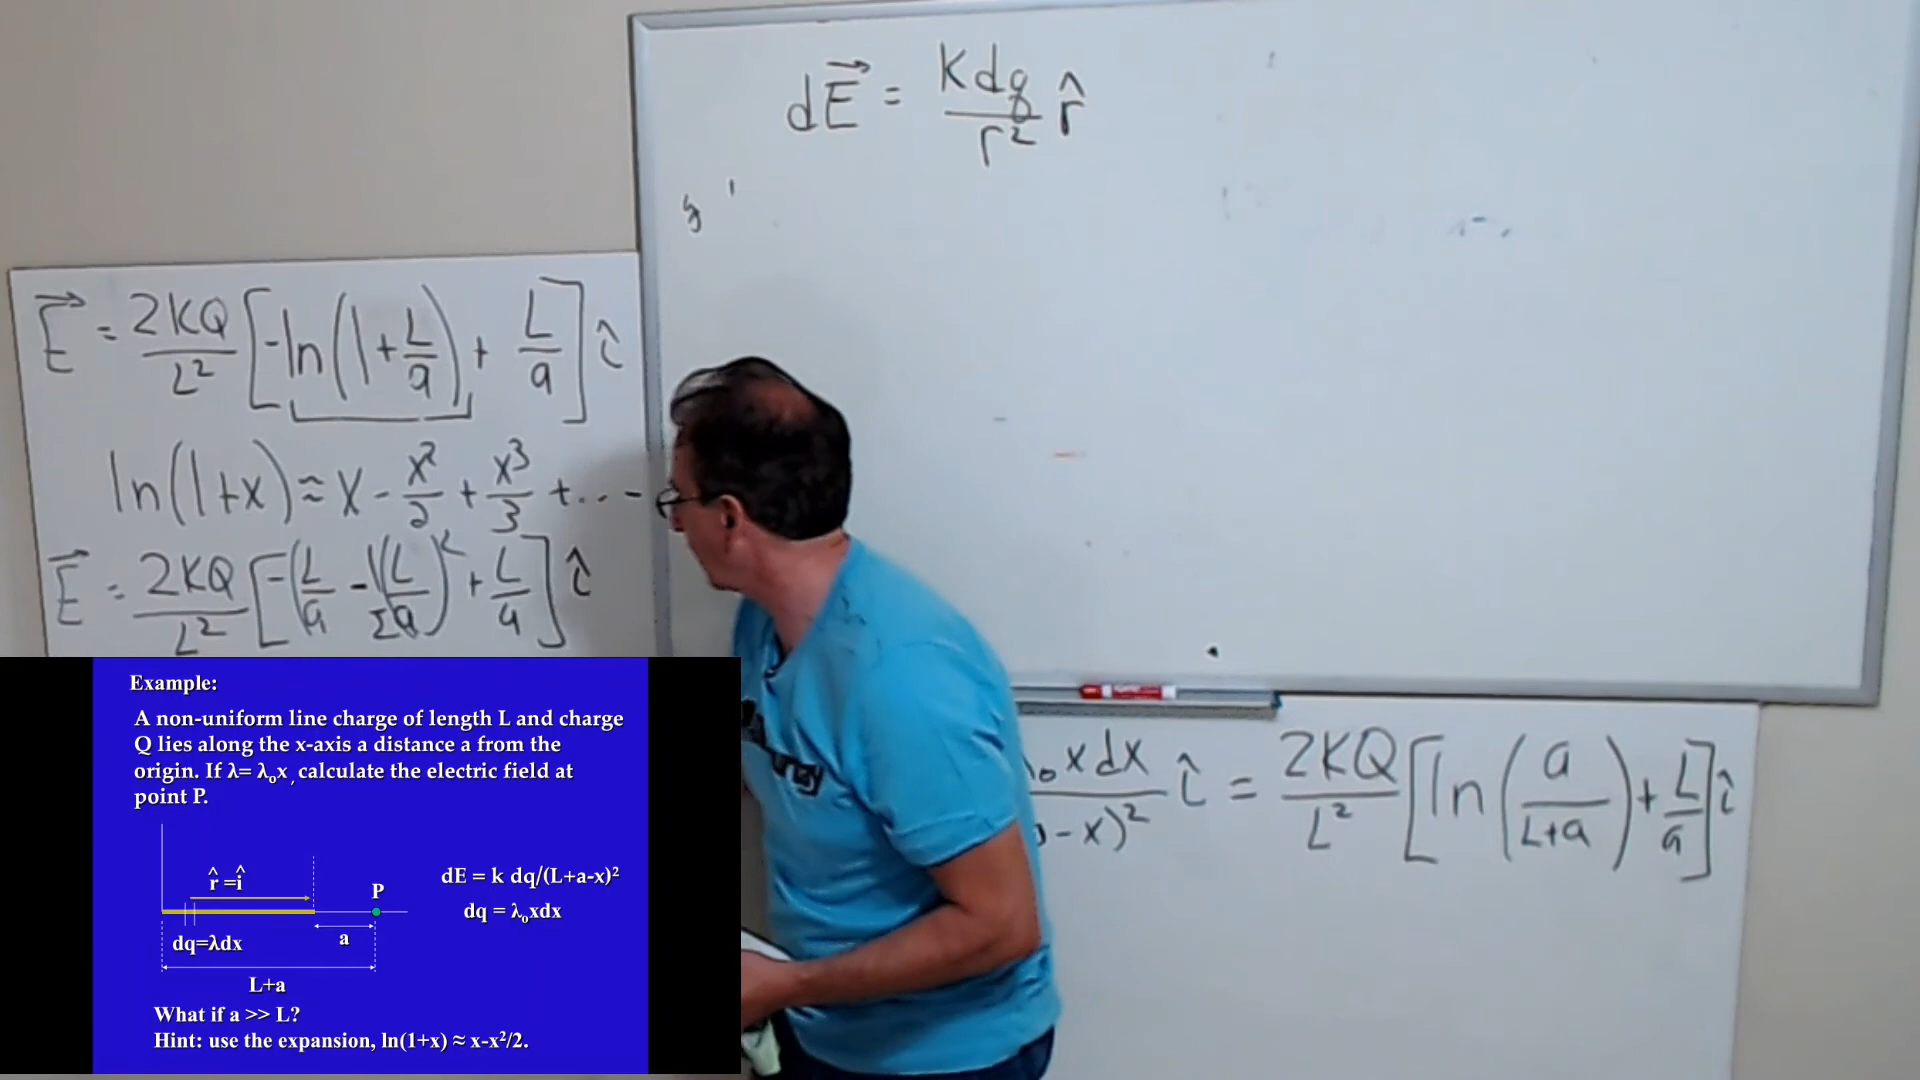 dE⃗ = Kdq/r² r̂
E⃗ = 2KQ/L² [-ln(1+L/a) + L/a] î
ln(1+x) ≈ x - x²/2 + x³/3 + ...
E⃗ = 2KQ/L² [-(L/a - 1/2(L/a)² + L/a] î
x dx/(-x)² î = 2KQ/L² [ln(a/(L+a)) + L/a] î
Example:
A non-uniform line charge of length L and charge
Q lies along the x-axis a distance a from the
origin. If λ= λₒx , calculate the electric field at
point P.
r̂ =î
P
dE = k dq/(L+a-x)²
dq = λₒxdx
dq=λdx
a
L+a
What if a >> L?
Hint: use the expansion, ln(1+x) ≈ x-x²/2.